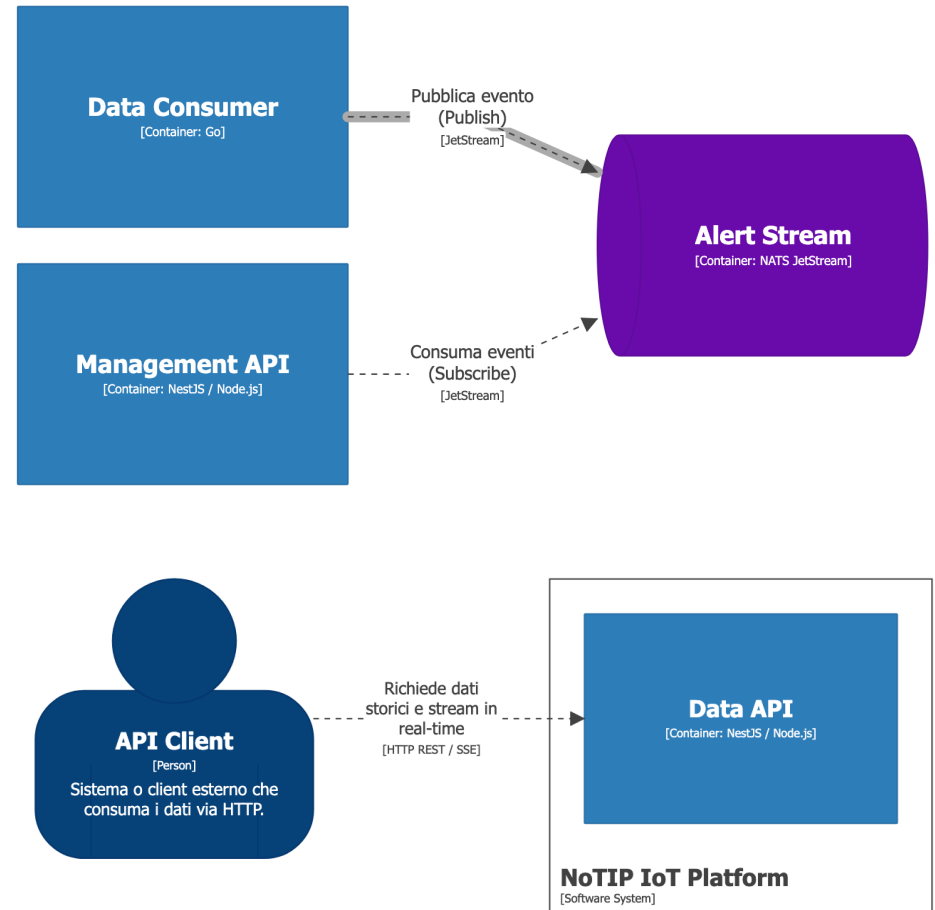 Data Consumer
[Container: Go]
Pubblica evento
(Publish)
[JetStream]
Alert Stream
[Container: NATS JetStream]
Management API
[Container: NestJS / Node.js]
Consuma eventi
(Subscribe)
[JetStream]
API Client
[Person]
Sistema o client esterno che
consuma i dati via HTTP.
Richiede dati
storici e stream in
real-time
[HTTP REST / SSE]
Data API
[Container: NestJS / Node.js]
NoTIP IoT Platform
[Software System]